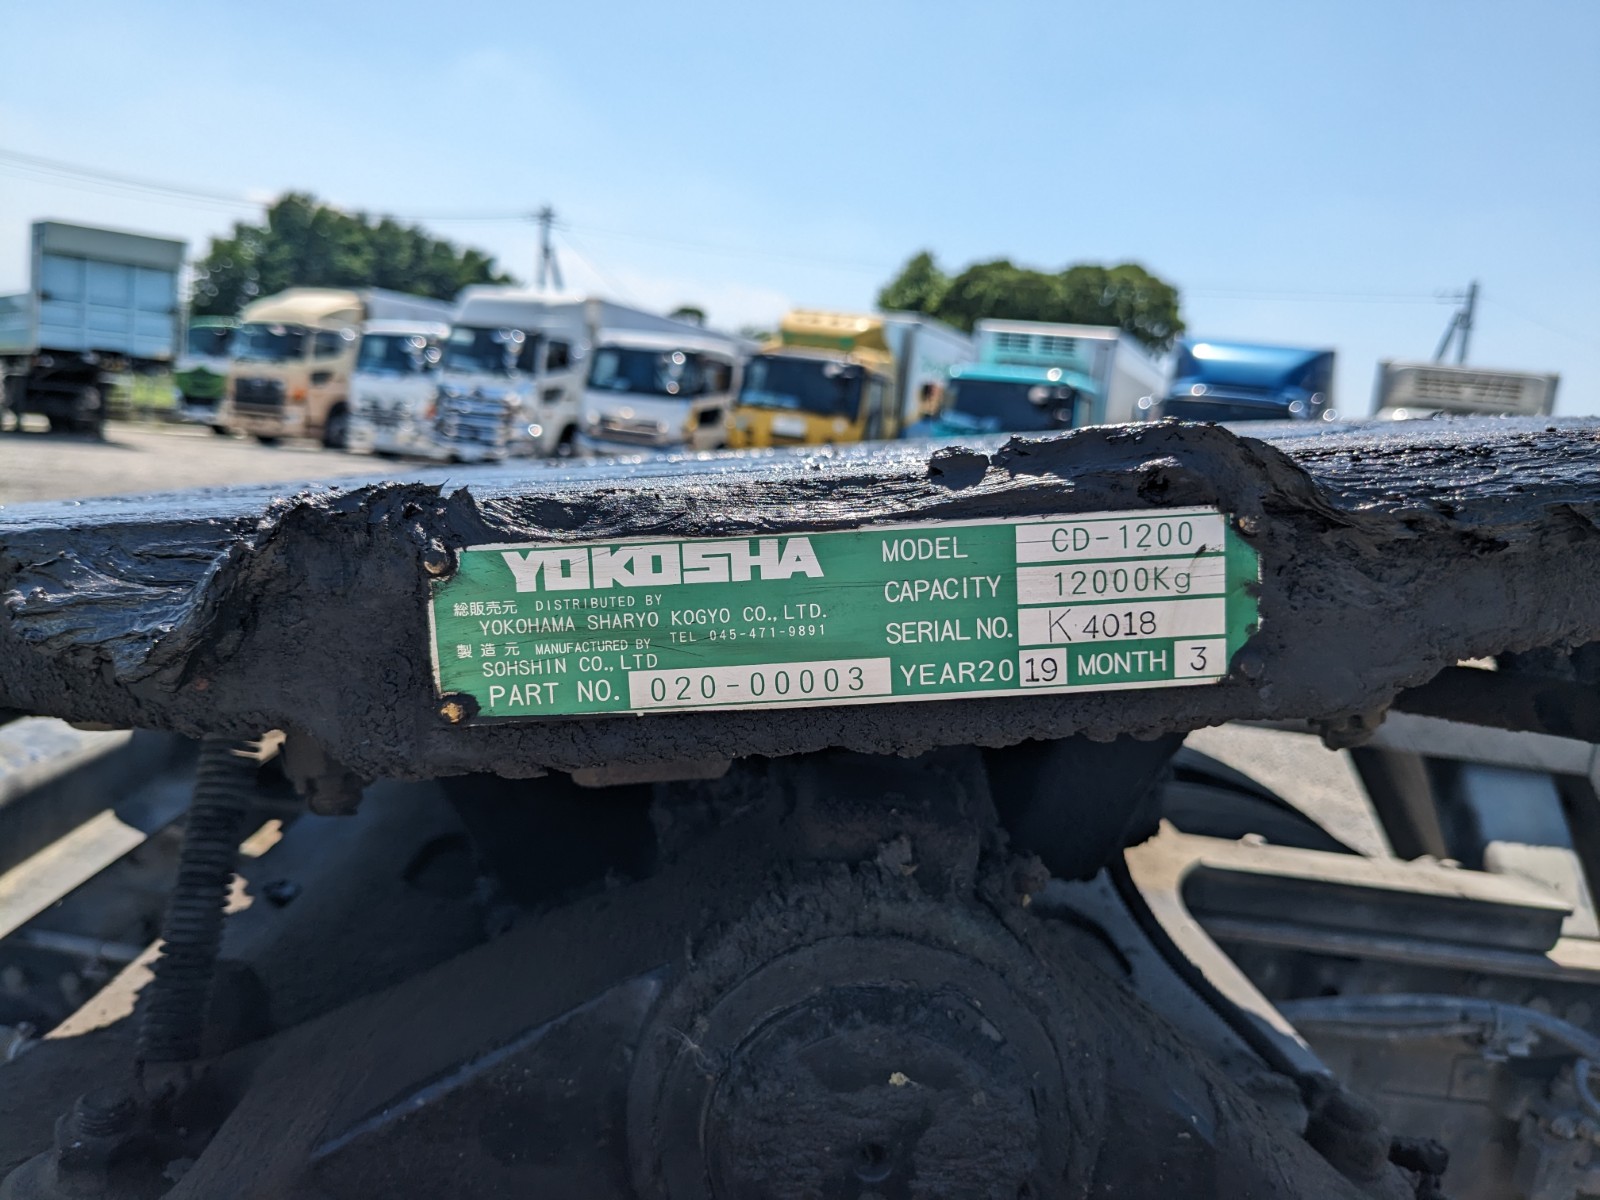 YOKOSHA
総販売元 DISTRIBUTED BY
YOKOHAMA SHARYO KOGYO CO., LTD.
TEL 045-471-9891
製造元 MANUFACTURED BY
SOHSHIN CO., LTD
PART NO. 020-00003
MODEL CD-1200
CAPACITY 12000Kg
SERIAL NO. K 4018
YEAR 2019 MONTH 3